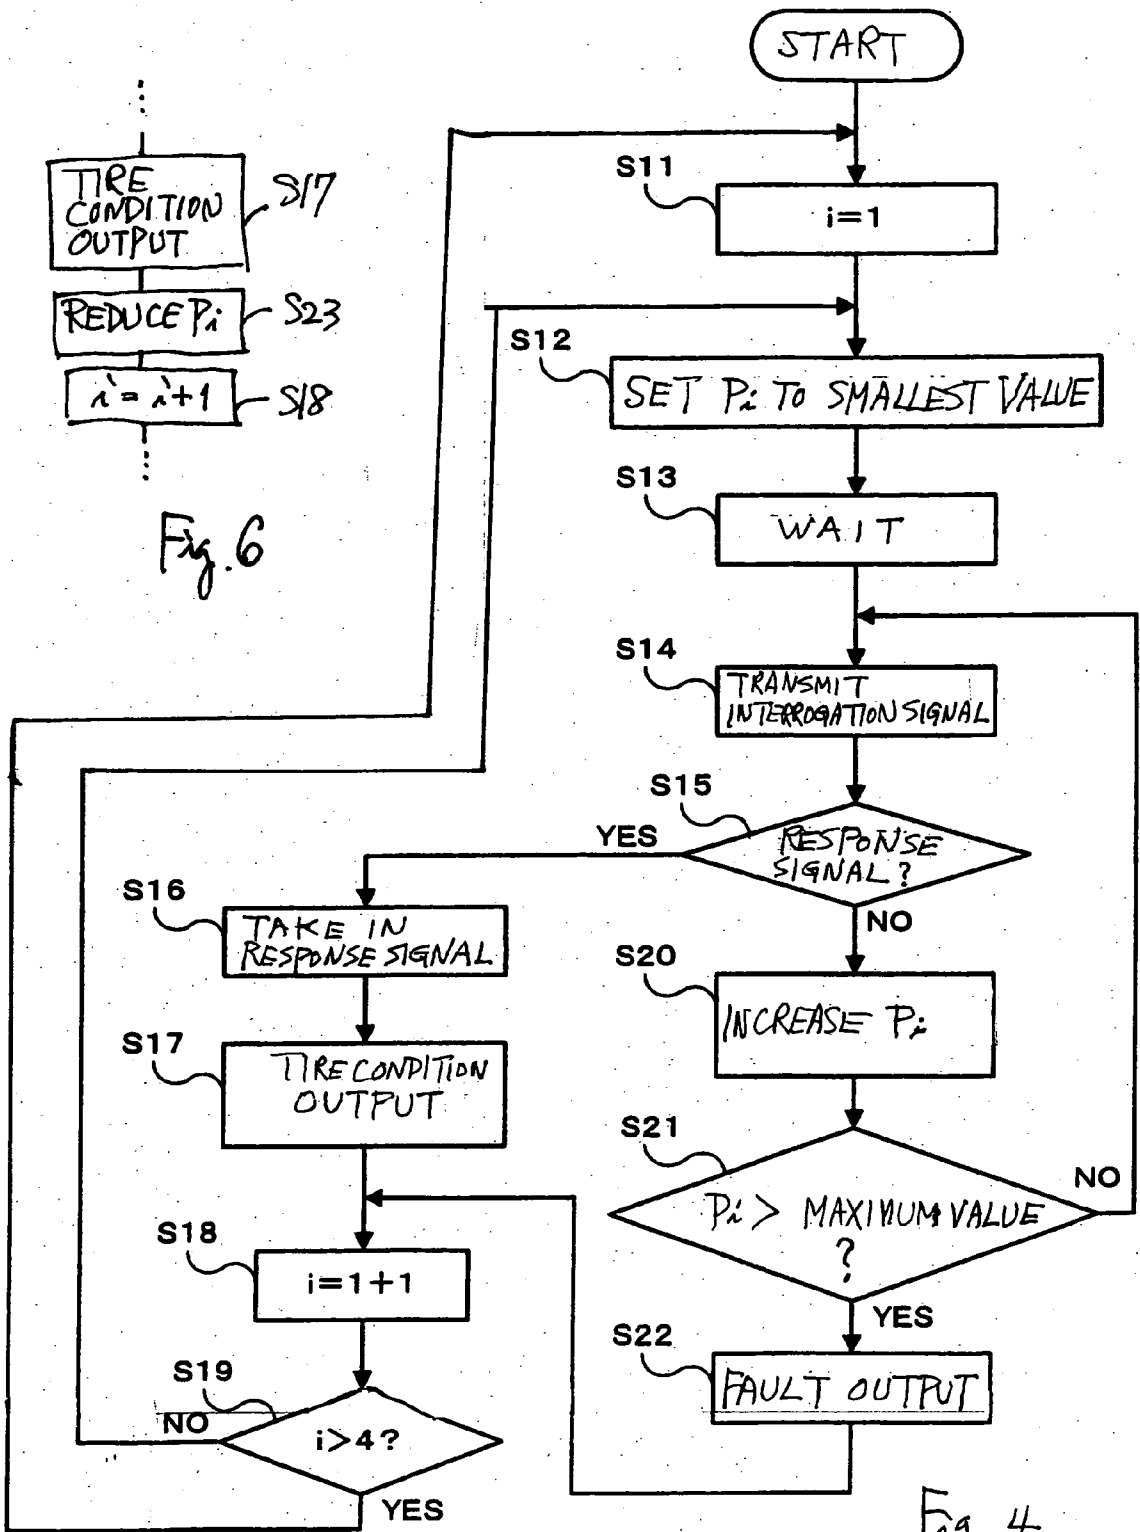 START
S11
i=1
S12
SET Pi TO SMALLEST VALUE
S13
WAIT
S14
TRANSMIT
INTERROGATION SIGNAL
S15
RESPONSE
SIGNAL?
YES
NO
S16
TAKE IN
RESPONSE SIGNAL
S17
TIRE CONDITION
OUTPUT
S18
i=1+1
S19
i>4?
NO
YES
S20
INCREASE Pi
S21
Pi > MAXIMUM VALUE
?
NO
YES
S22
FAULT OUTPUT
Fig. 4
TIRE
CONDITION
OUTPUT
S17
REDUCE Pi
S23
i=i+1
S18
Fig. 6